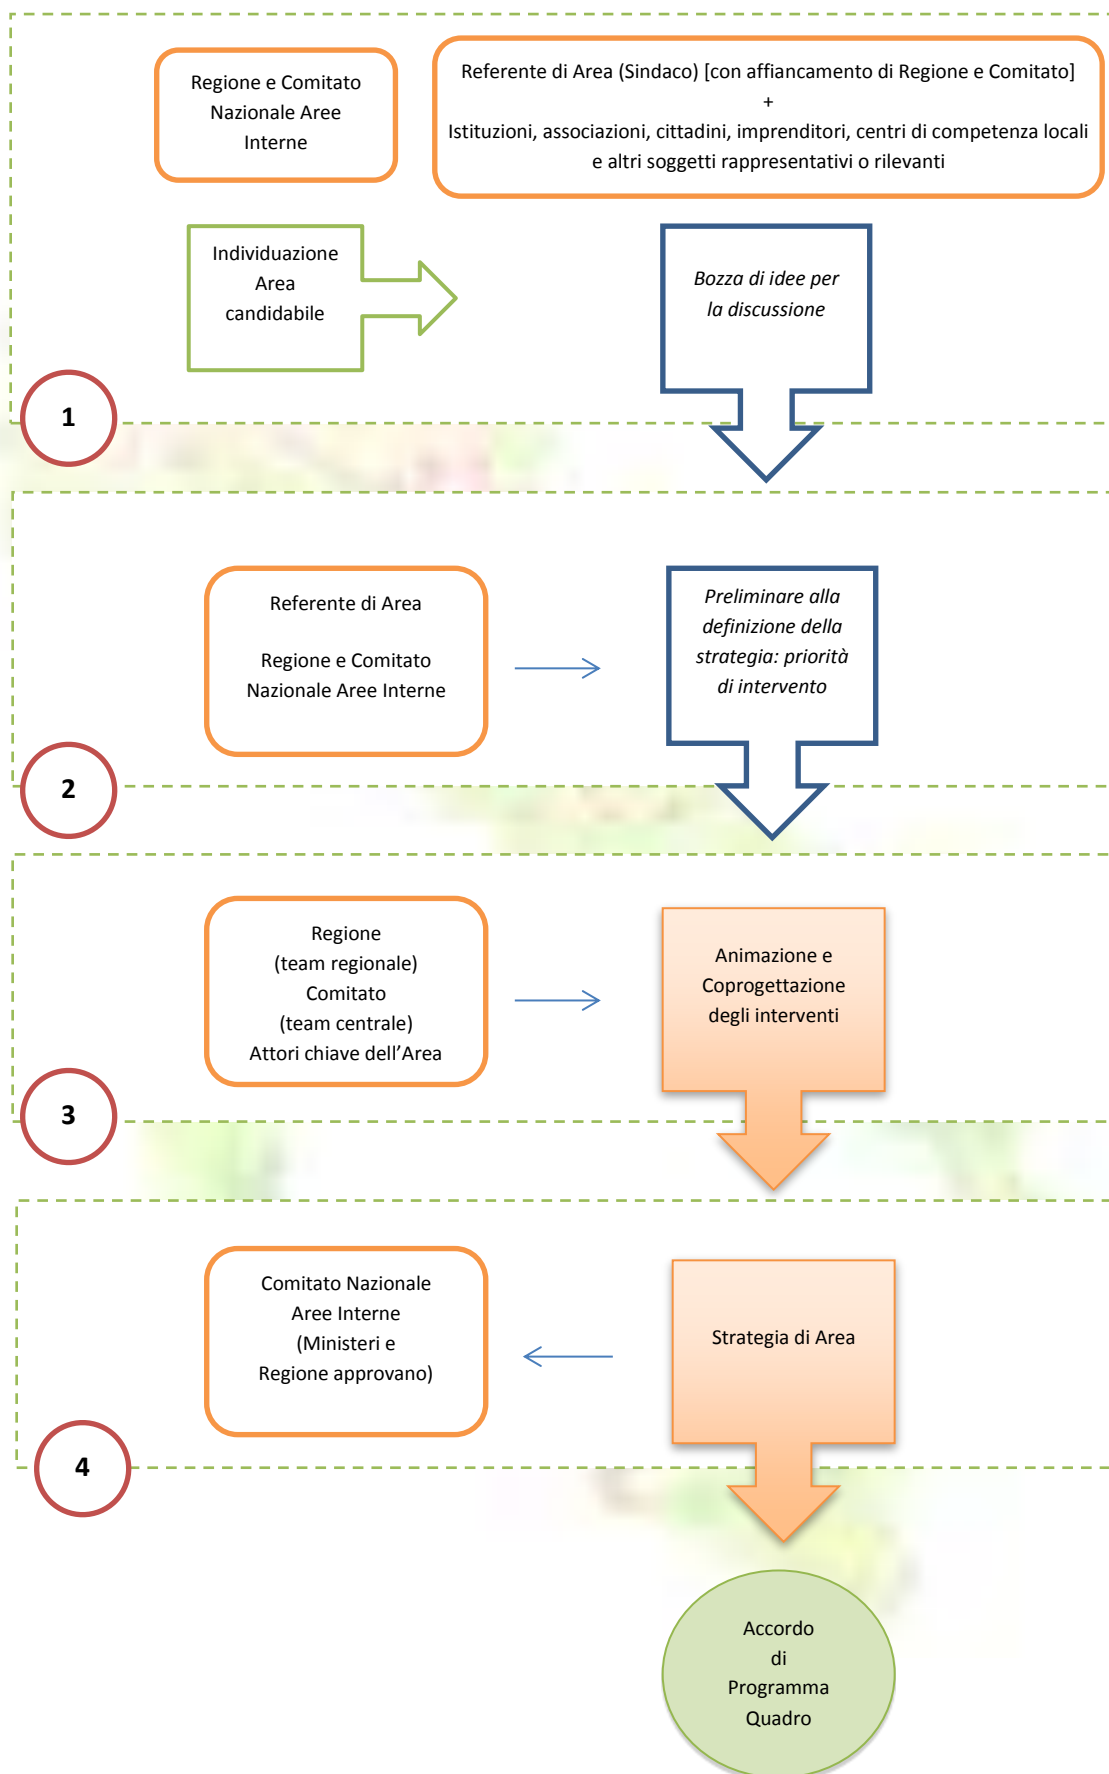 Regione e Comitato
Nazionale Aree
Interne
Referente di Area (Sindaco) [con affiancamento di Regione e Comitato]
+
Istituzioni, associazioni, cittadini, imprenditori, centri di competenza locali
e altri soggetti rappresentativi o rilevanti
Individuazione
Area
candidabile
Bozza di idee per
la discussione
1
Referente di Area
Regione e Comitato
Nazionale Aree Interne
Preliminare alla
definizione della
strategia: priorità
di intervento
2
Regione
(team regionale)
Comitato
(team centrale)
Attori chiave dell'Area
Animazione e
Coprogettazione
degli interventi
3
Comitato Nazionale
Aree Interne
(Ministeri e
Regione approvano)
Strategia di Area
4
Accordo
di
Programma
Quadro